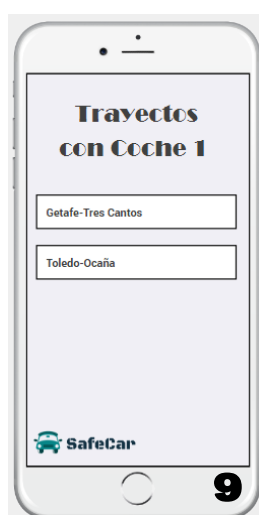 Trayectos
con Coche 1
Getafe-Tres Cantos
Toledo-Ocaña
SafeCar
9